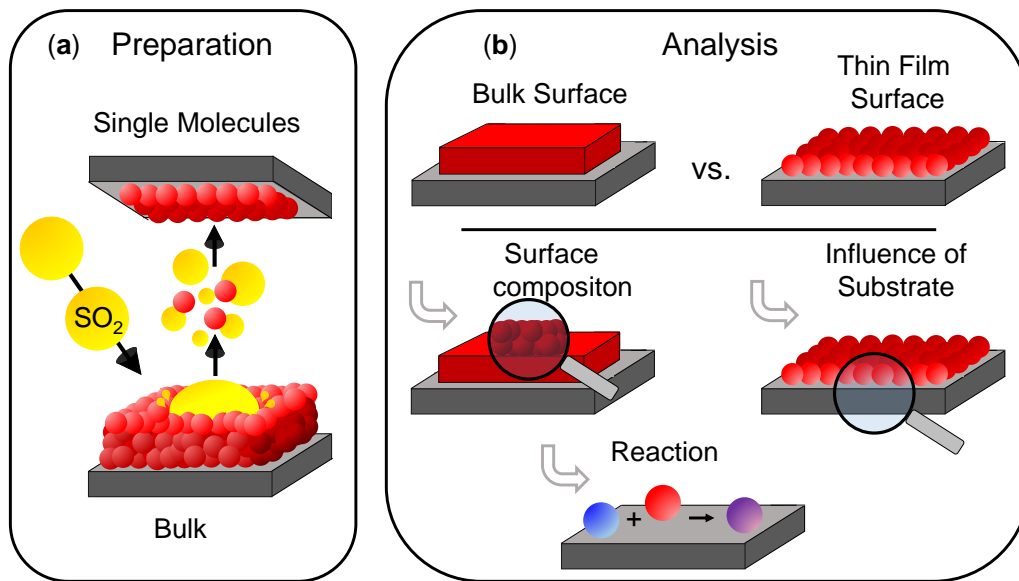 (a) Preparation
Single Molecules
SO2
Bulk
(b) Analysis
Bulk Surface
vs.
Thin Film
Surface
Surface
compositon
Influence of
Substrate
Reaction
+